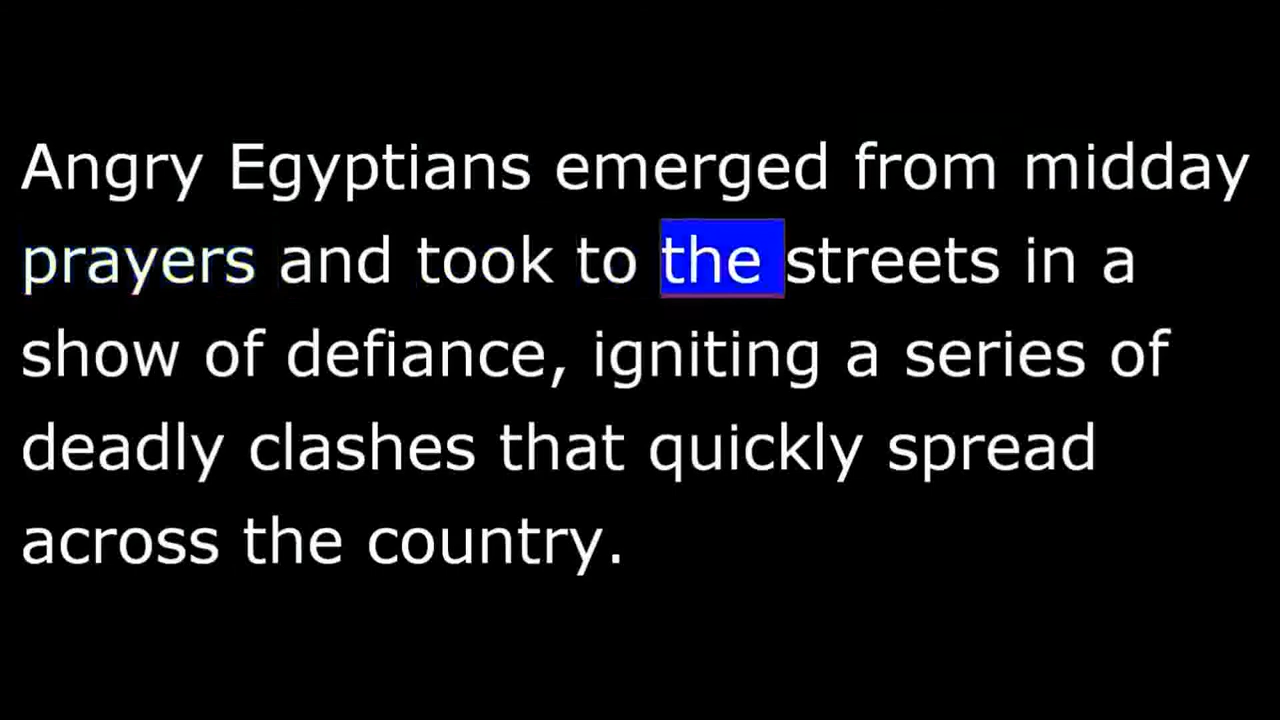 Angry Egyptians emerged from midday
prayers and took to the streets in a
show of defiance, igniting a series of
deadly clashes that quickly spread
across the country.